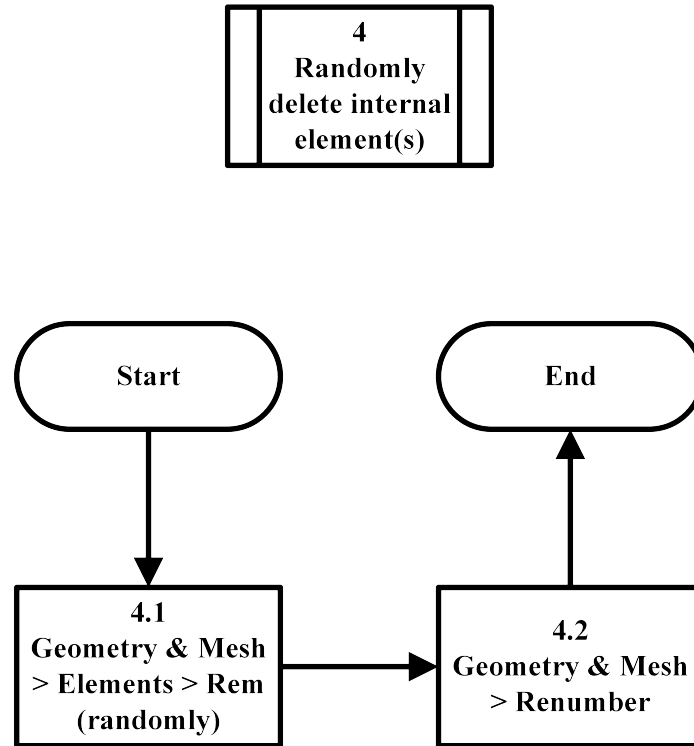 4
Randomly
delete internal
element(s)
Start
End
4.1
Geometry & Mesh
> Elements > Rem
(randomly)
4.2
Geometry & Mesh
> Renumber